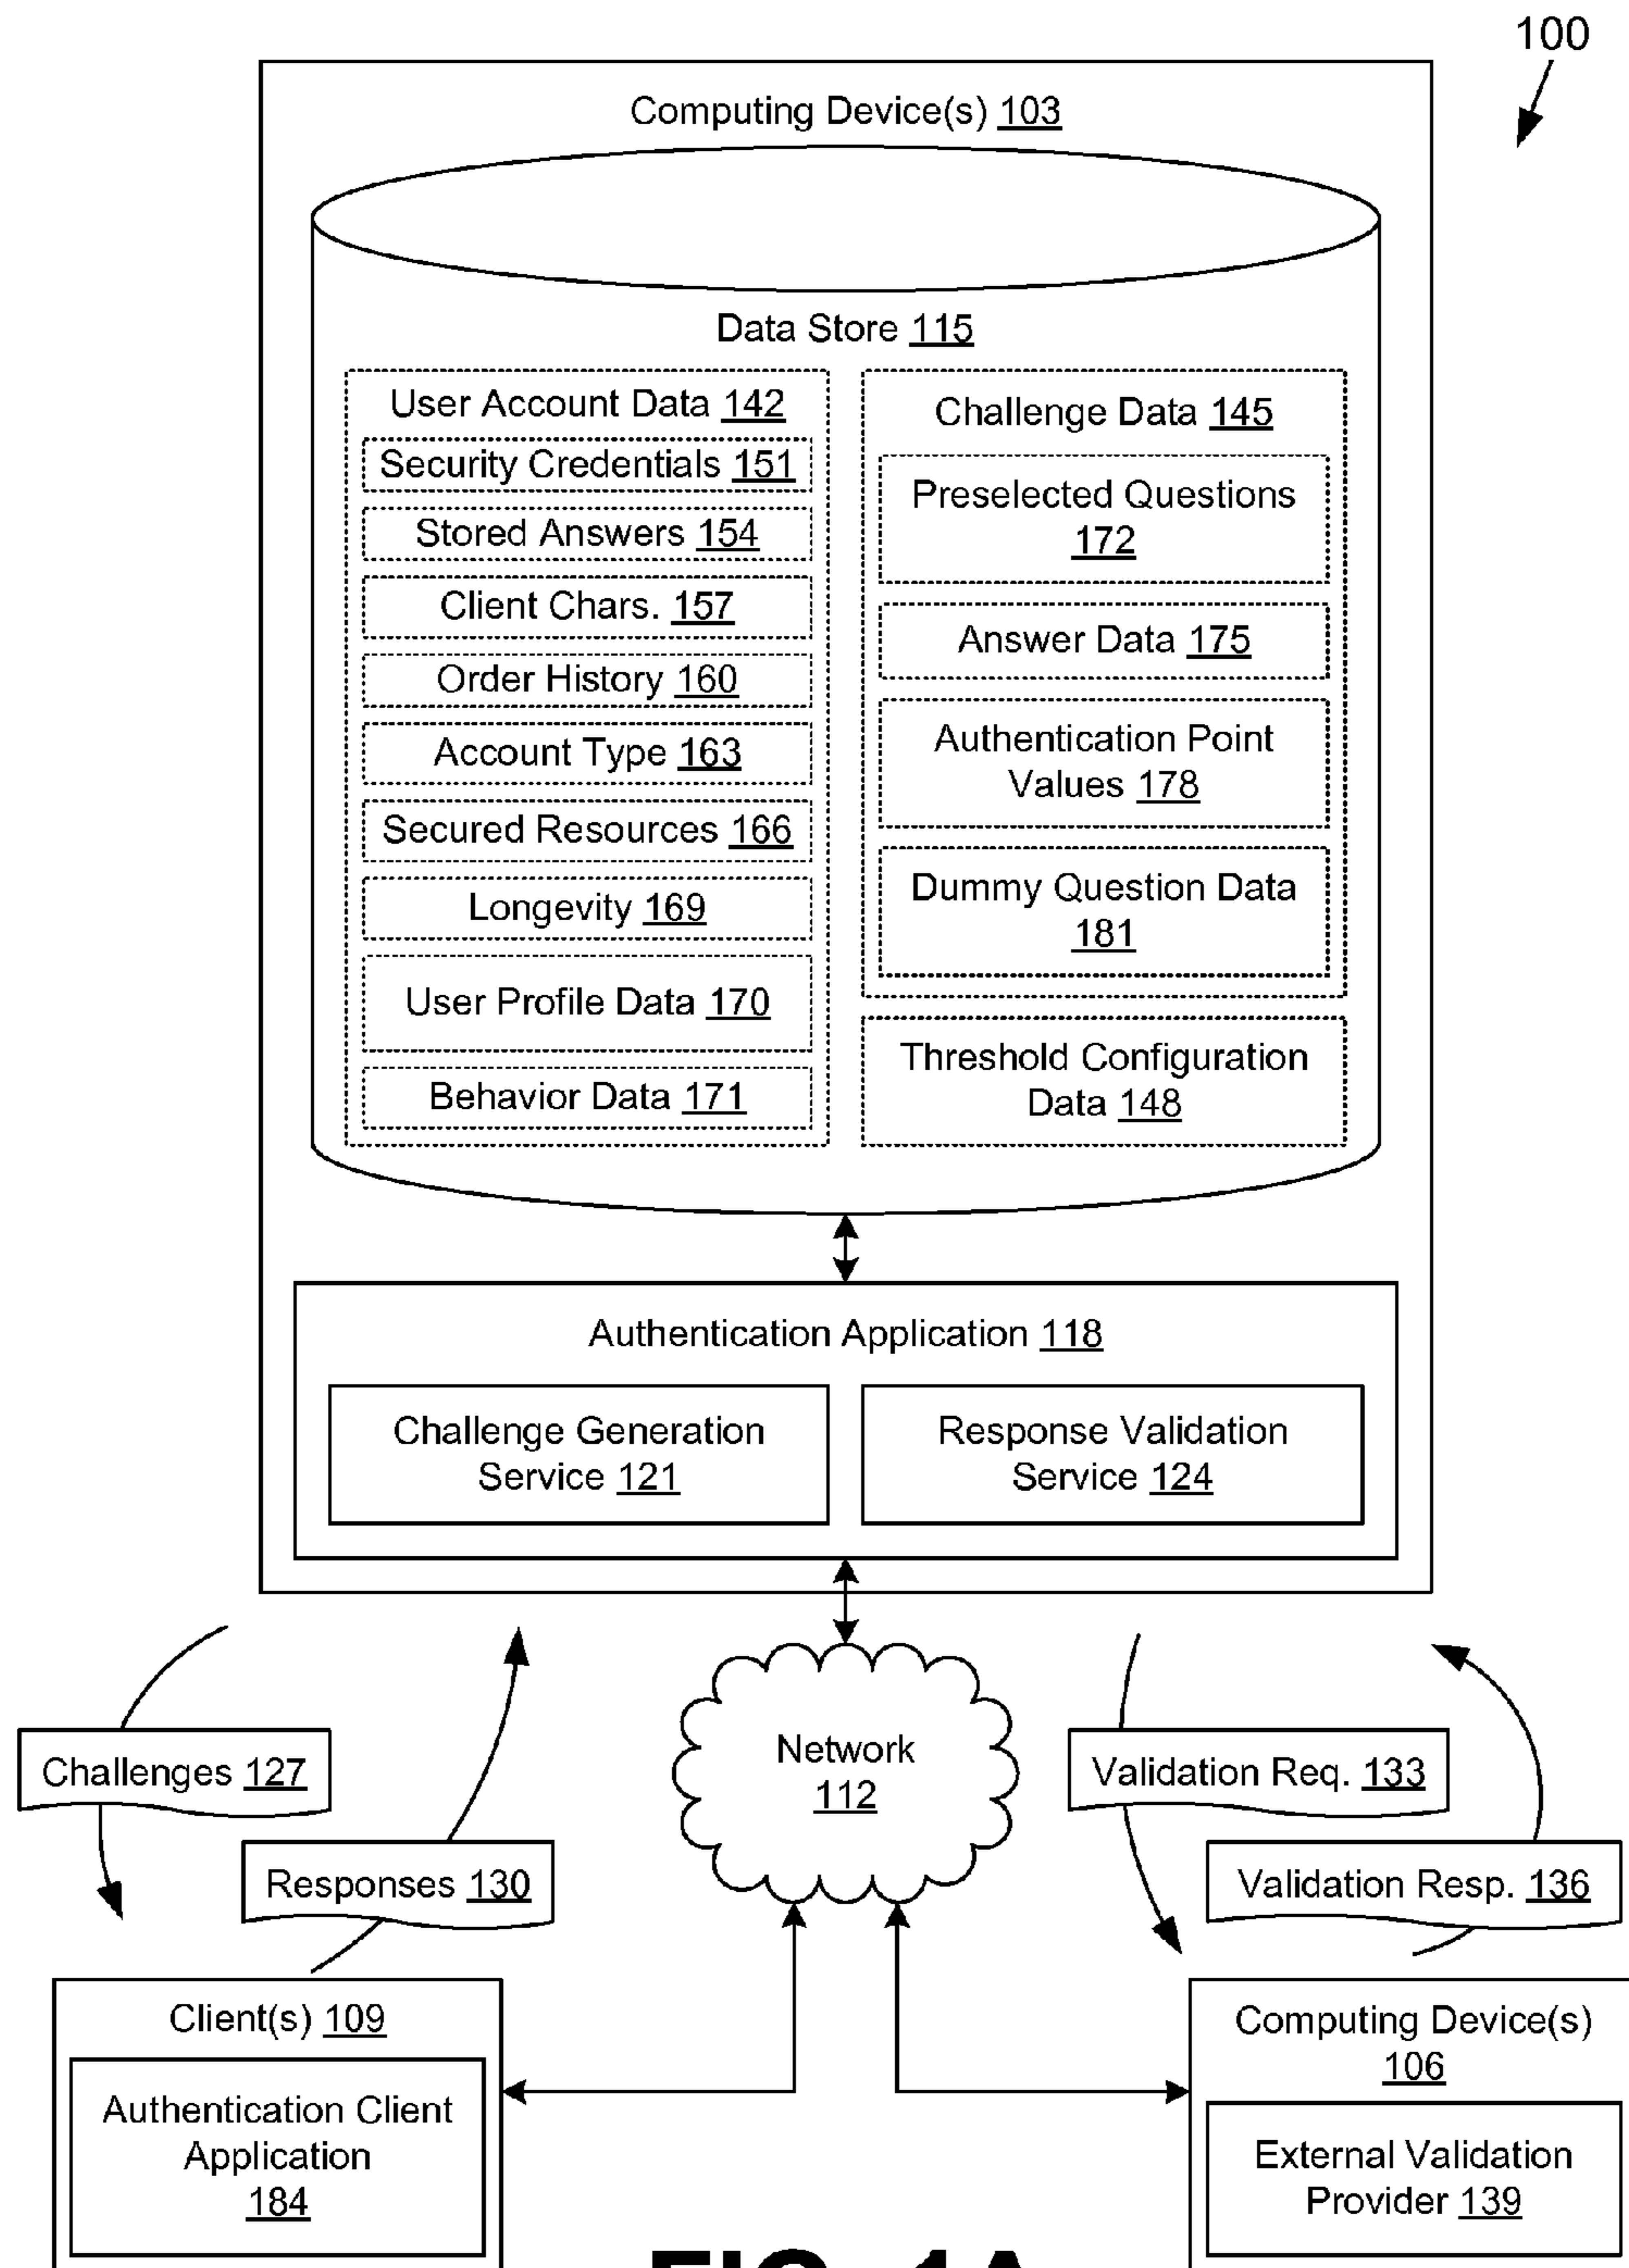 100
Computing Device(s) 103
Data Store 115
User Account Data 142
Security Credentials 151
Stored Answers 154
Client Chars. 157
Order History 160
Account Type 163
Secured Resources 166
Longevity 169
User Profile Data 170
Behavior Data 171
Challenge Data 145
Preselected Questions
172
Answer Data 175
Authentication Point
Values 178
Dummy Question Data
181
Threshold Configuration
Data 148
Authentication Application 118
Challenge Generation
Service 121
Response Validation
Service 124
Challenges 127
Responses 130
Network
112
Validation Req. 133
Validation Resp. 136
Client(s) 109
Authentication Client
Application
184
Computing Device(s)
106
External Validation
Provider 139
FIG. 1A